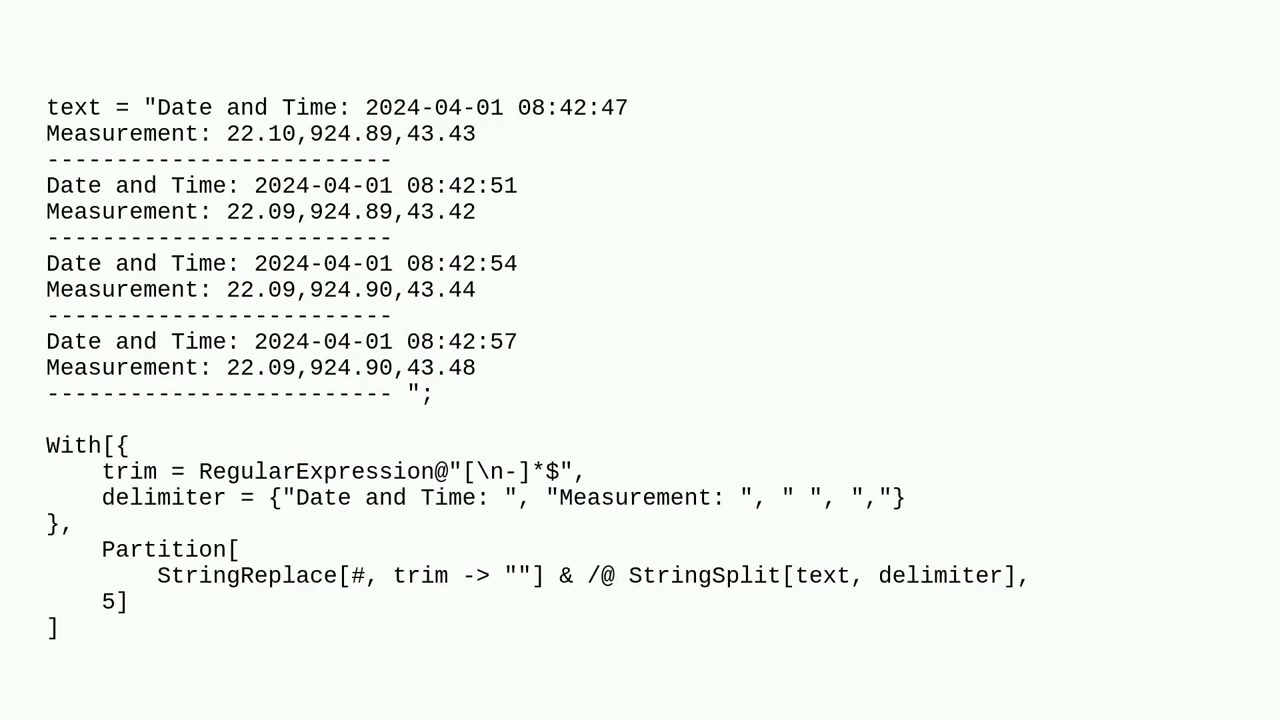 text = "Date and Time: 2024-04-01 08:42:47
Measurement: 22.10,924.89,43.43
-------------------------
Date and Time: 2024-04-01 08:42:51
Measurement: 22.09,924.89,43.42
-------------------------
Date and Time: 2024-04-01 08:42:54
Measurement: 22.09,924.90,43.44
-------------------------
Date and Time: 2024-04-01 08:42:57
Measurement: 22.09,924.90,43.48
------------------------- ";

With[{
    trim = RegularExpression@"[\n-]*$",
    delimiter = {"Date and Time: ", "Measurement: ", " ", ","}
},
    Partition[
        StringReplace[#, trim -> ""] & /@ StringSplit[text, delimiter],
    5]
]